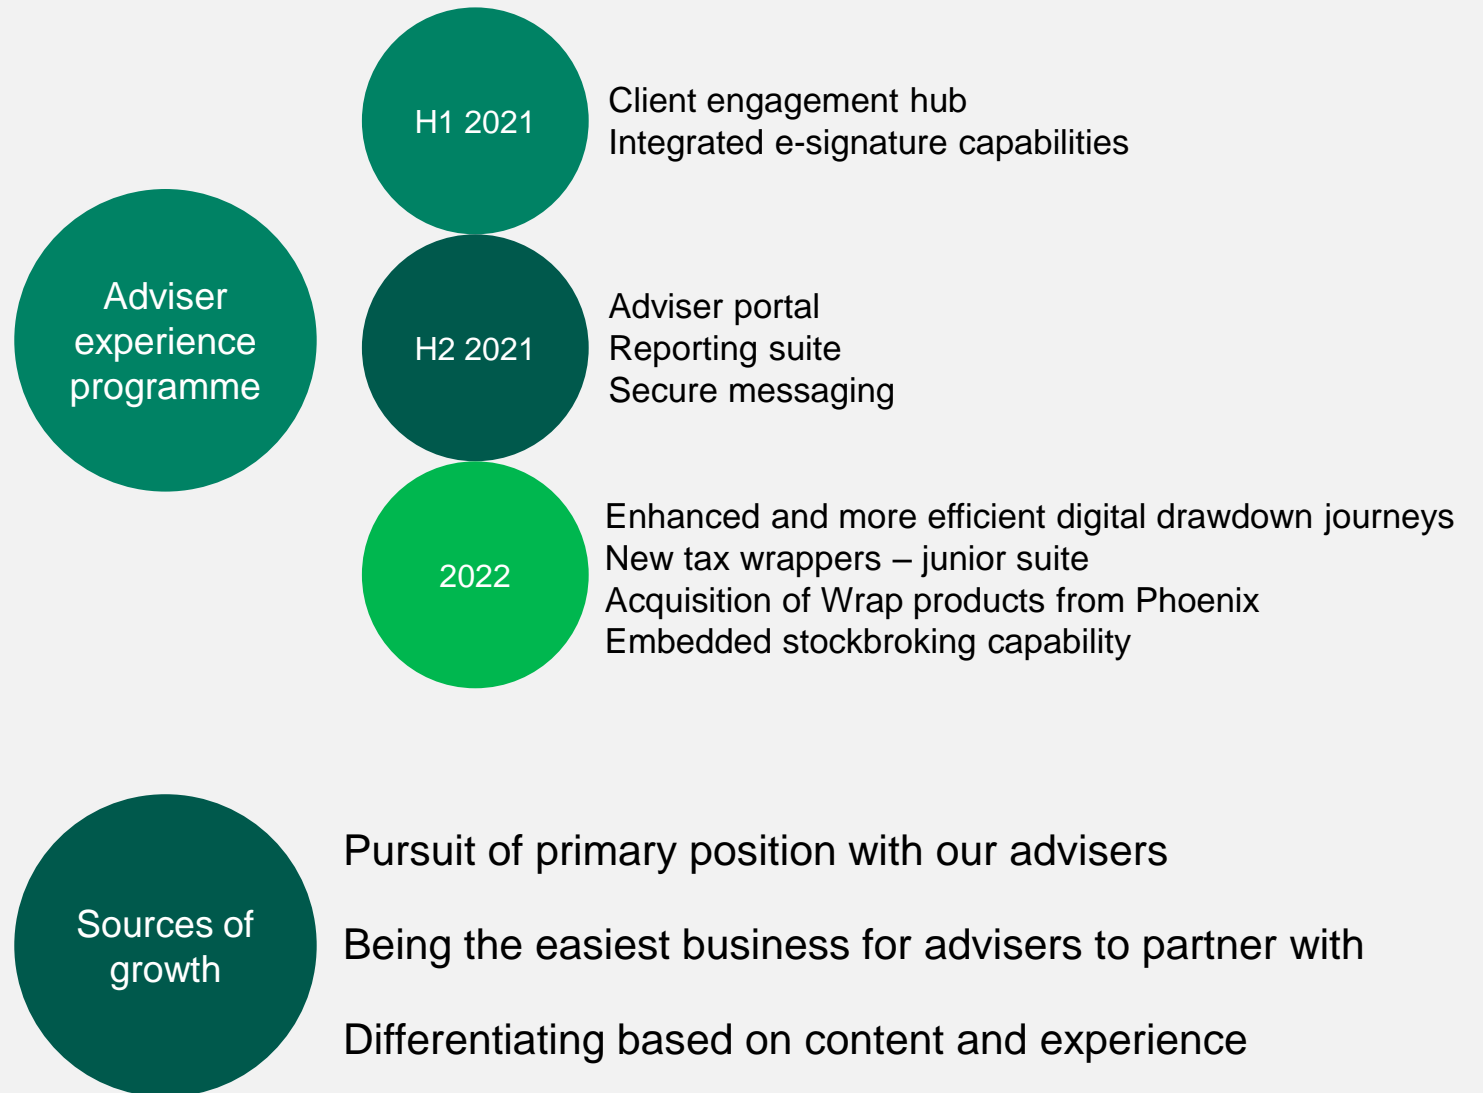 H1 2021
Client engagement hub
Integrated e-signature capabilities
Adviser
experience
programme
H2 2021
Adviser portal
Reporting suite
Secure messaging
2022
Enhanced and more efficient digital drawdown journeys
New tax wrappers – junior suite
Acquisition of Wrap products from Phoenix
Embedded stockbroking capability
Sources of
growth
Pursuit of primary position with our advisers
Being the easiest business for advisers to partner with
Differentiating based on content and experience